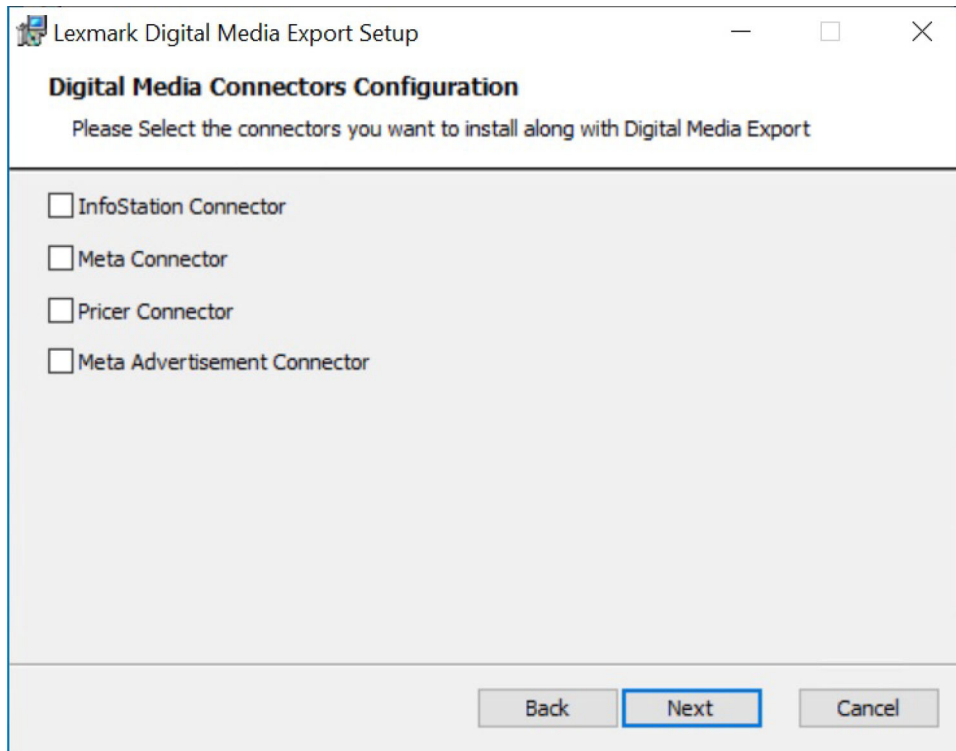 Lexmark Digital Media Export Setup
Digital Media Connectors Configuration
Please Select the connectors you want to install along with Digital Media Export
InfoStation Connector
Meta Connector
Pricer Connector
Meta Advertisement Connector
Back Next Cancel